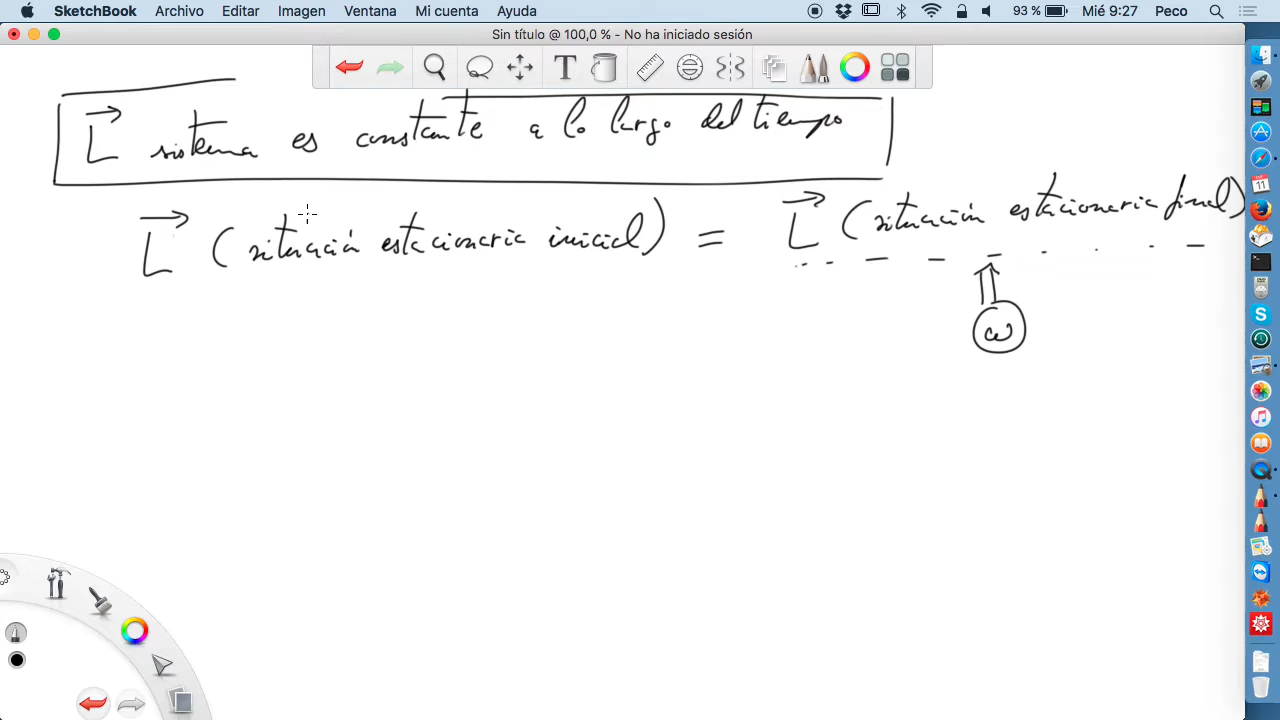 SketchBook Archivo Editar Imagen Ventana Mi cuenta Ayuda 93 % Mié 9:27 Peco
Sin título @ 100,0 % - No ha iniciado sesión
L⃗ sistema es constante a lo largo del tiempo
L⃗ (situación estacionaria inicial) = L⃗ (situación estacionaria final)
ω